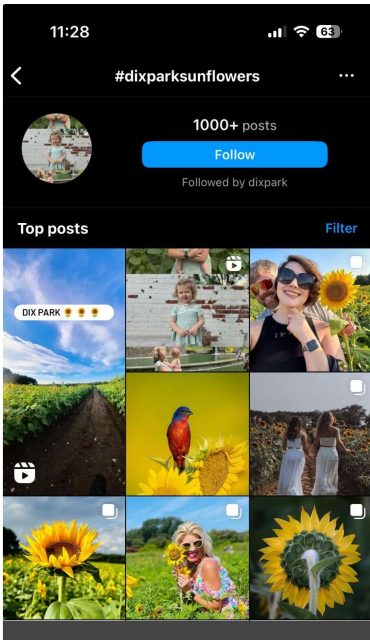 11:28
63
#dixparksunflowers
1000+ posts
Follow
Followed by dixpark
Top posts
Filter
DIX PARK 🌻 🌻 🌻